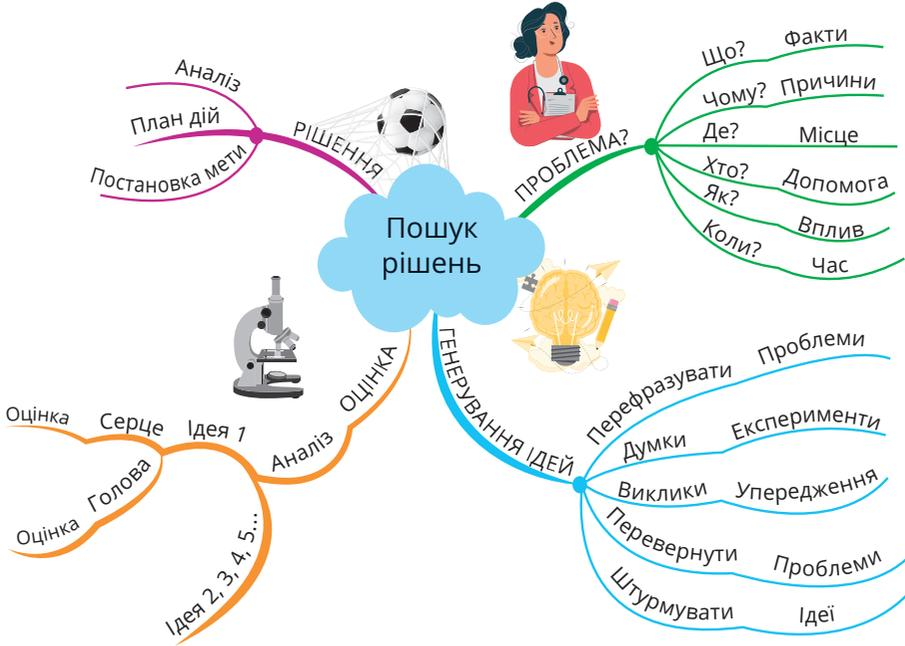 Пошук
рішень
ПРОБЛЕМА?
Що? Факти
Чому? Причини
Де? Місце
Хто? Допомога
Як? Вплив
Коли? Час
ГЕНЕРУВАННЯ ІДЕЙ
Перефразувати Проблеми
Думки Експерименти
Виклики Упередження
Перевернути Проблеми
Штурмувати Ідеї
ОЦІНКА
Аналіз
Ідея 1
Серце Оцінка
Голова Оцінка
Ідея 2, 3, 4, 5...
РІШЕННЯ
Аналіз
План дій
Постановка мети